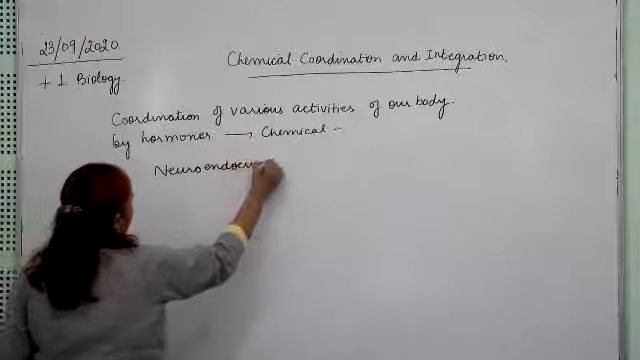 23/09/2020
+ 1 Biology.
Chemical Coordination and Integration.
Coordination of various activities of our body.
by hormones → Chemical –
Neuroendocrin